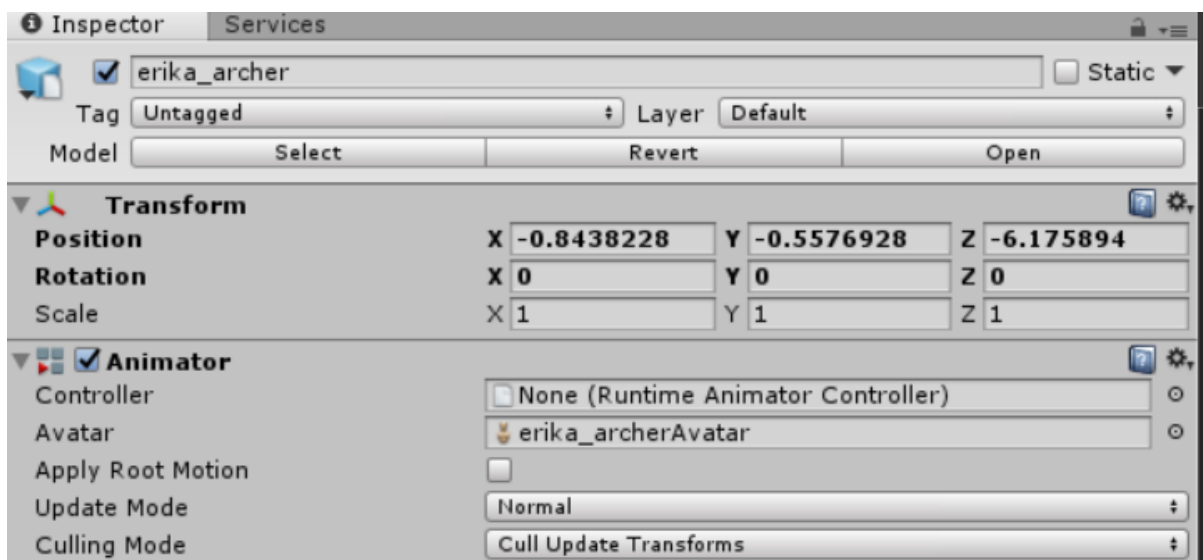 Inspector Services
erika_archer Static
Tag Untagged Layer Default
Model Select Revert Open
Transform
Position X -0.8438228 Y -0.5576928 Z -6.175894
Rotation X 0 Y 0 Z 0
Scale X 1 Y 1 Z 1
Animator
Controller None (Runtime Animator Controller)
Avatar erika_archerAvatar
Apply Root Motion
Update Mode Normal
Culling Mode Cull Update Transforms